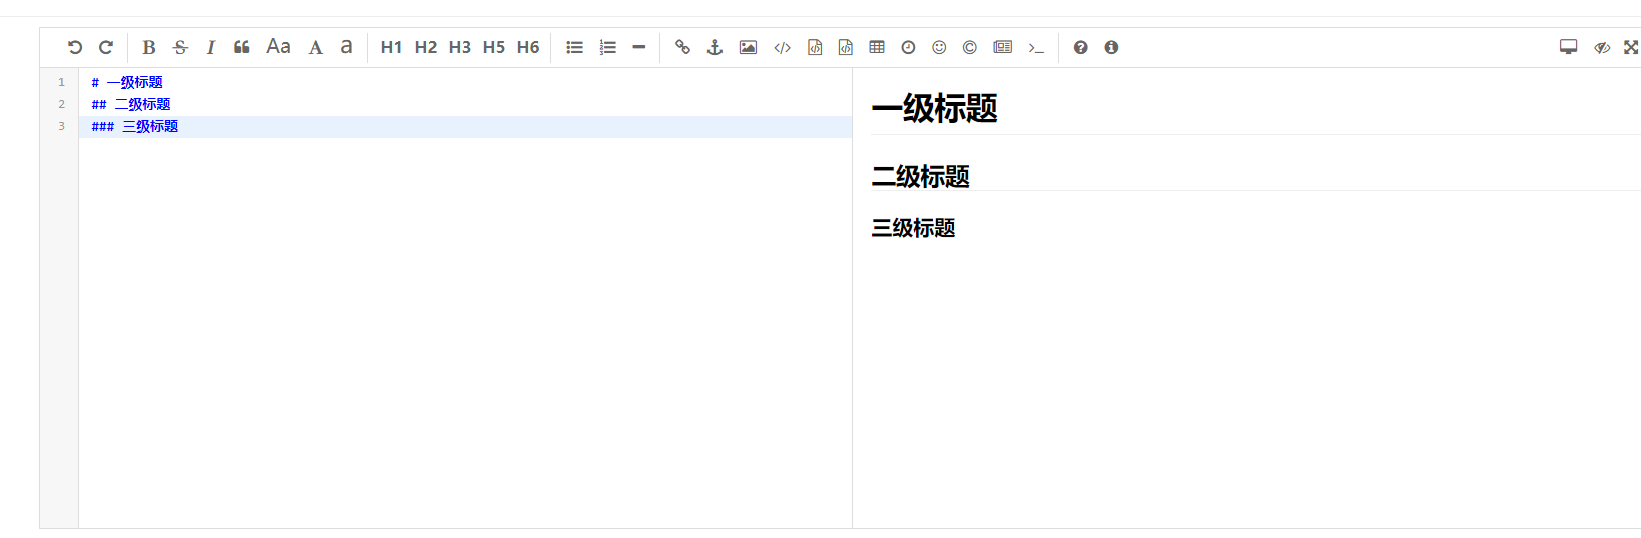 B S I Aa A a H1 H2 H3 H5 H6
1 # 一级标题
2 ## 二级标题
3 ### 三级标题
一级标题
二级标题
三级标题